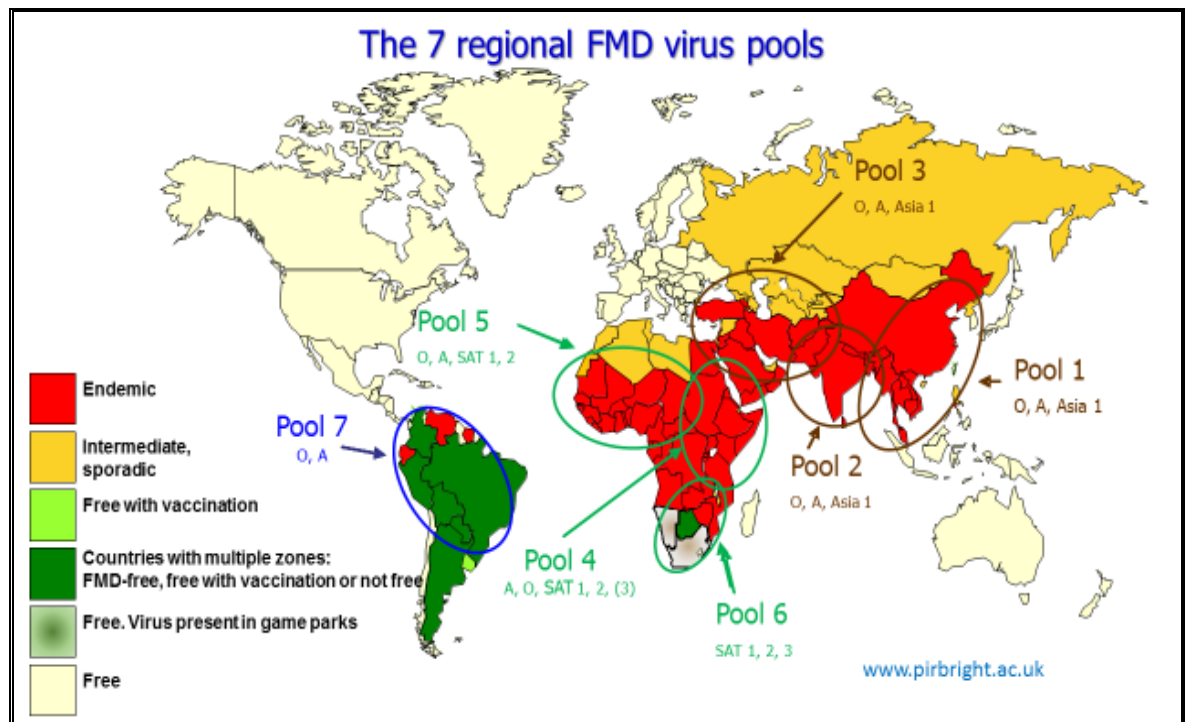 The 7 regional FMD virus pools
Pool 3
O, A, Asia 1
Pool 5
O, A, SAT 1, 2
Pool 1
O, A, Asia 1
Pool 7
O, A
Pool 2
O, A, Asia 1
Pool 4
A, O, SAT 1, 2, (3)
Pool 6
SAT 1, 2, 3
Endemic
Intermediate,
sporadic
Free with vaccination
Countries with multiple zones:
FMD-free, free with vaccination or not free
Free. Virus present in game parks
Free
www.pirbright.ac.uk